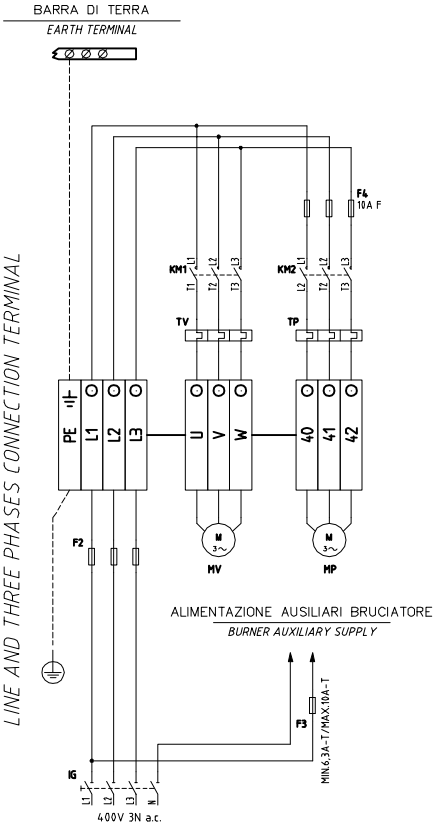 BARRA DI TERRA
EARTH TERMINAL
F4
10A F
L1
L2
L3
KM1
T1
T2
T3
L1
L2
L3
KM2
L2
T2
T3
TV
TP
LINE AND THREE PHASES CONNECTION TERMINAL
PE
L1
L2
L3
U
V
W
40
41
42
M
3~
MV
M
3~
MP
F2
ALIMENTAZIONE AUSILIARI BRUCIATORE
BURNER AUXILIARY SUPPLY
F3
MIN.6,3A-T/MAX.10A-T
IG
L1
L2
L3
N
400V 3N a.c.